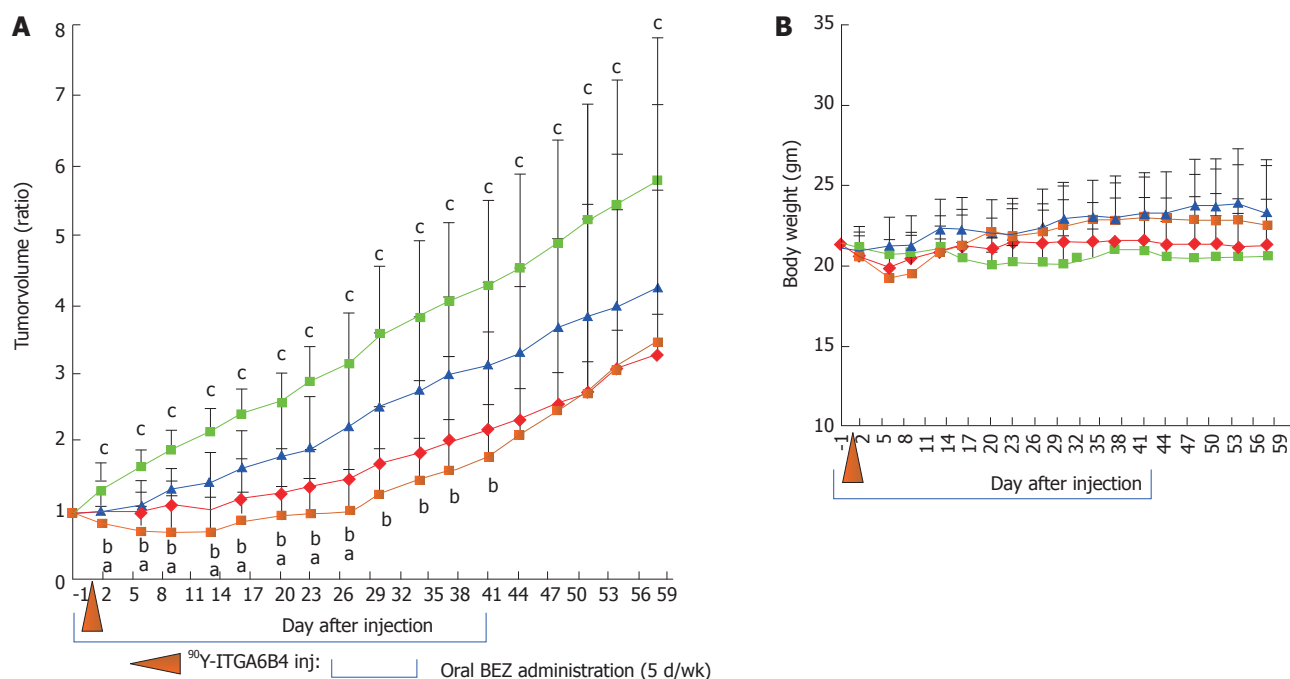 A
8
7
6
5
4
3
2
1
0
Tumorvolume (ratio)
c c c c c c c c c c c c c c c c c
b b b b b b b b b b b
a a a a a a a a
-1 2 5 8 11 14 17 20 23 26 29 32 35 38 41 44 47 50 53 56 59
Day after injection
⁹⁰Y-ITGA6B4 inj:
Oral BEZ administration (5 d/wk)
B
35
30
25
20
15
10
Body weight (gm)
-1 2 5 8 11 14 17 20 23 26 29 32 35 38 41 44 47 50 53 56 59
Day after injection